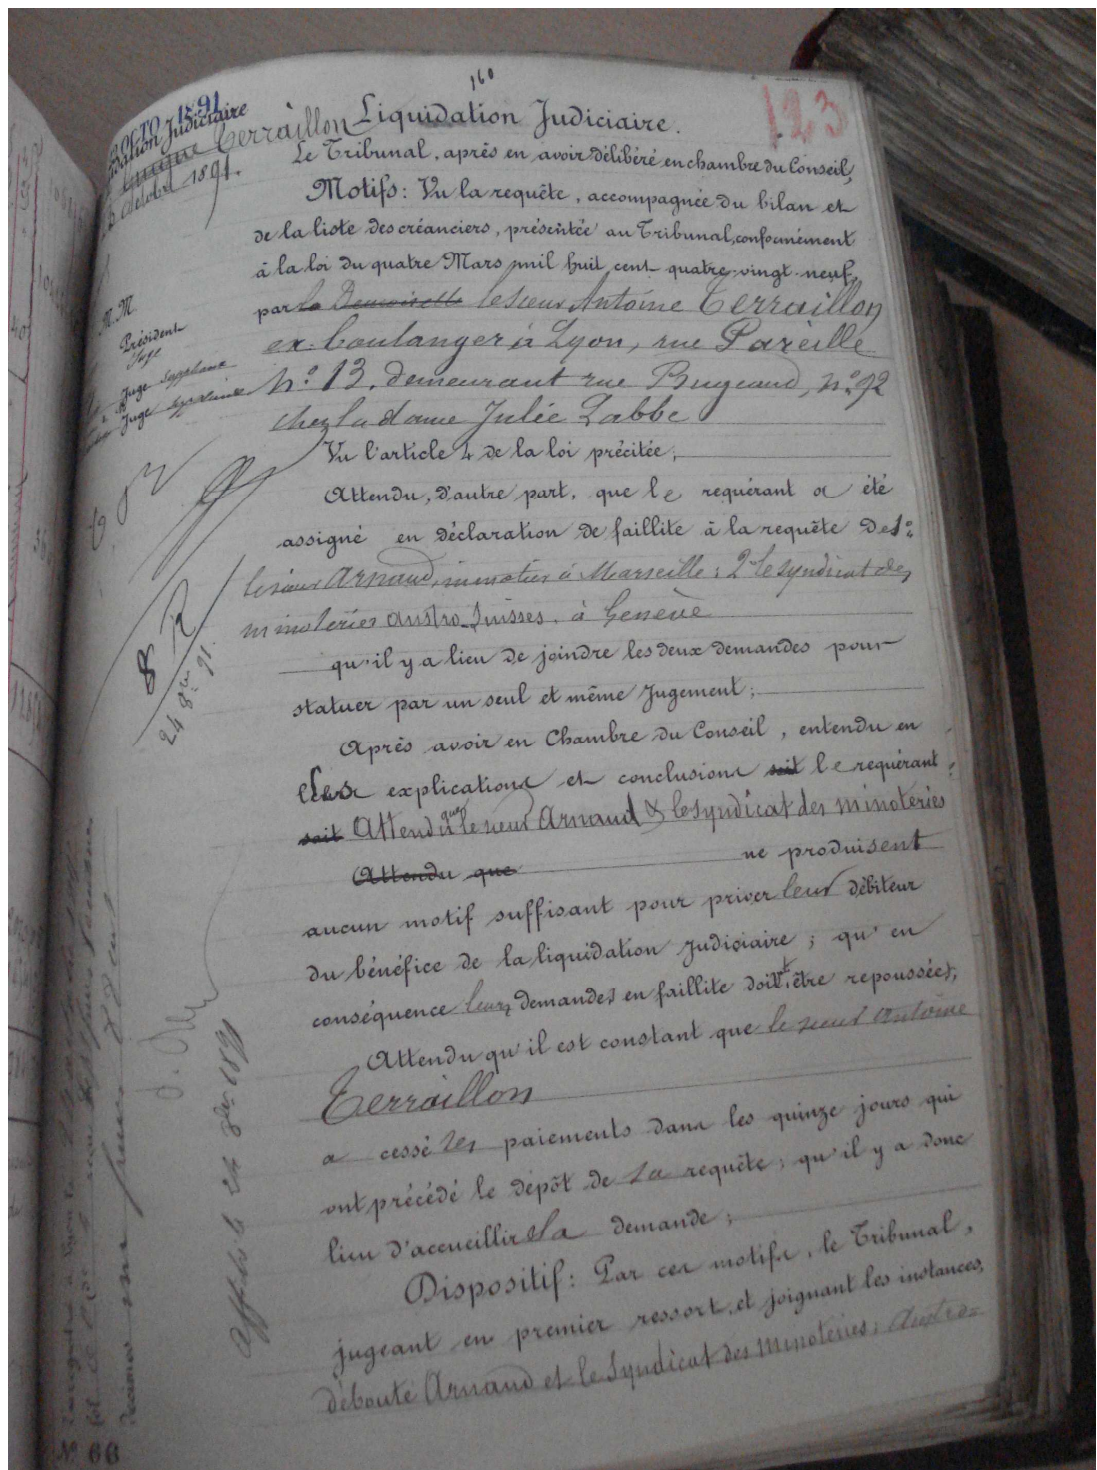 160
123
OCTO 1891
Judiciaire
Terraillon
Octobre 1891.
Liquidation Judiciaire.
Le Tribunal, après en avoir délibéré en chambre du Conseil,
Motifs: Vu la requête, accompagnée du bilan et
de la liste des créanciers, présentée au Tribunal, conformément
à la loi du quatre Mars mil huit cent quatre-vingt-neuf,
par la Demoiselle le sieur Antoine Terraillon
ex-boulanger à Lyon, rue Pareille
N° 13, demeurant rue Bugeaud, n° 92
chez la dame Julie Labbe
Vu l'article 4 de la loi précitée,
Attendu, d'autre part, que le requérant a été
assigné en déclaration de faillite à la requête de 1°
le sieur Arnaud, minotier à Marseille; 2° le syndicat des
minoteries austro-suisses, à Genève
qu'il y a lieu de joindre les deux demandes pour
statuer par un seul et même Jugement;
Après avoir en Chambre du Conseil, entendu en
ses explications et conclusions soit le requérant;
soit Attendu que le sieur Arnaud & le syndicat des minoteries
Attendu que ne produisent
aucun motif suffisant pour priver leur débiteur
du bénéfice de la liquidation judiciaire; qu'en
conséquence leurs demandes en faillite doivent être repoussées;
Attendu qu'il est constant que le sieur Antoine
Terraillon
a cessé ses paiements dans les quinze jours qui
ont précédé le dépôt de sa requête; qu'il y a donc
lieu d'accueillir sa demande;
Dispositif: Par ces motifs, le Tribunal,
jugeant en premier ressort, et joignant les instances,
déboute Arnaud et le Syndicat des minoteries austro-
M.M.
Président
Juge
Juge Suppléant
Juge Suppléant
8 R
24 8bre 91.
1891
N° 66